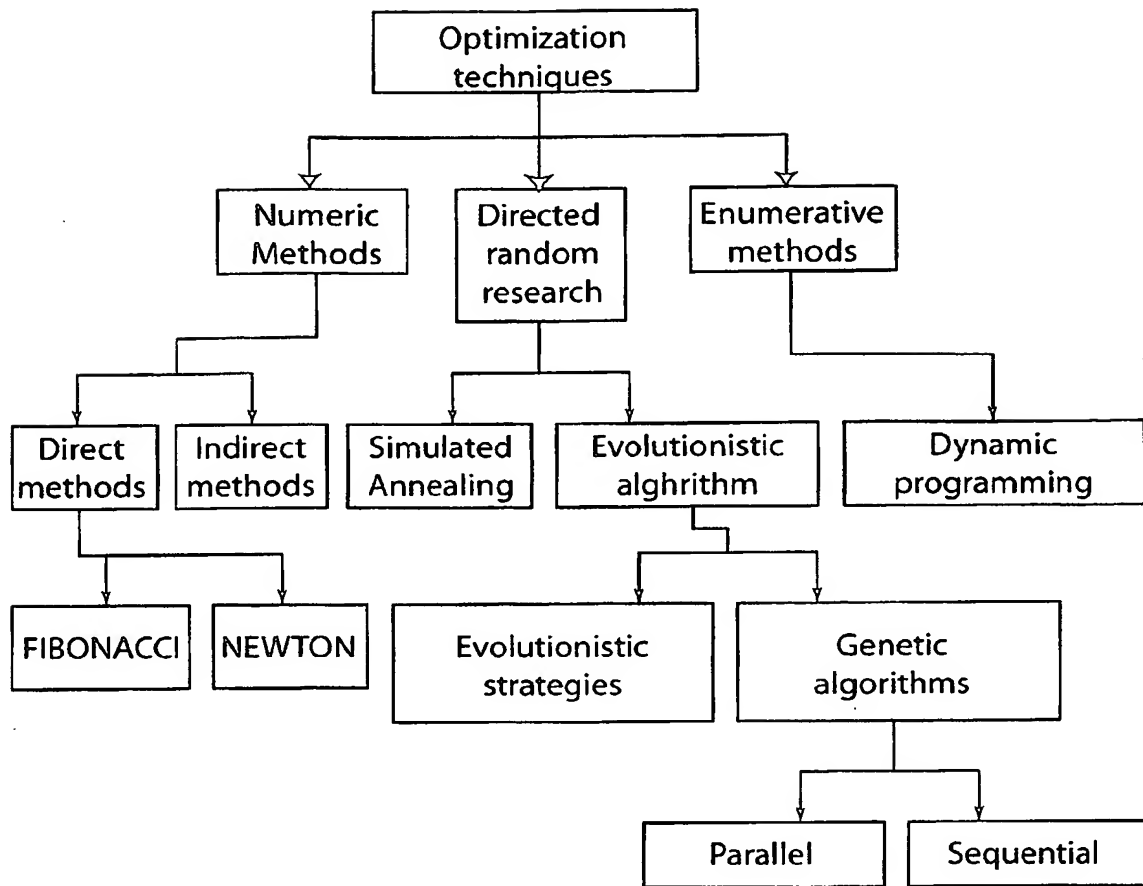 Optimization
techniques
Numeric
Methods
Directed
random
research
Enumerative
methods
Direct
methods
Indirect
methods
Simulated
Annealing
Evolutionistic
alghrithm
Dynamic
programming
FIBONACCI
NEWTON
Evolutionistic
strategies
Genetic
algorithms
Parallel
Sequential